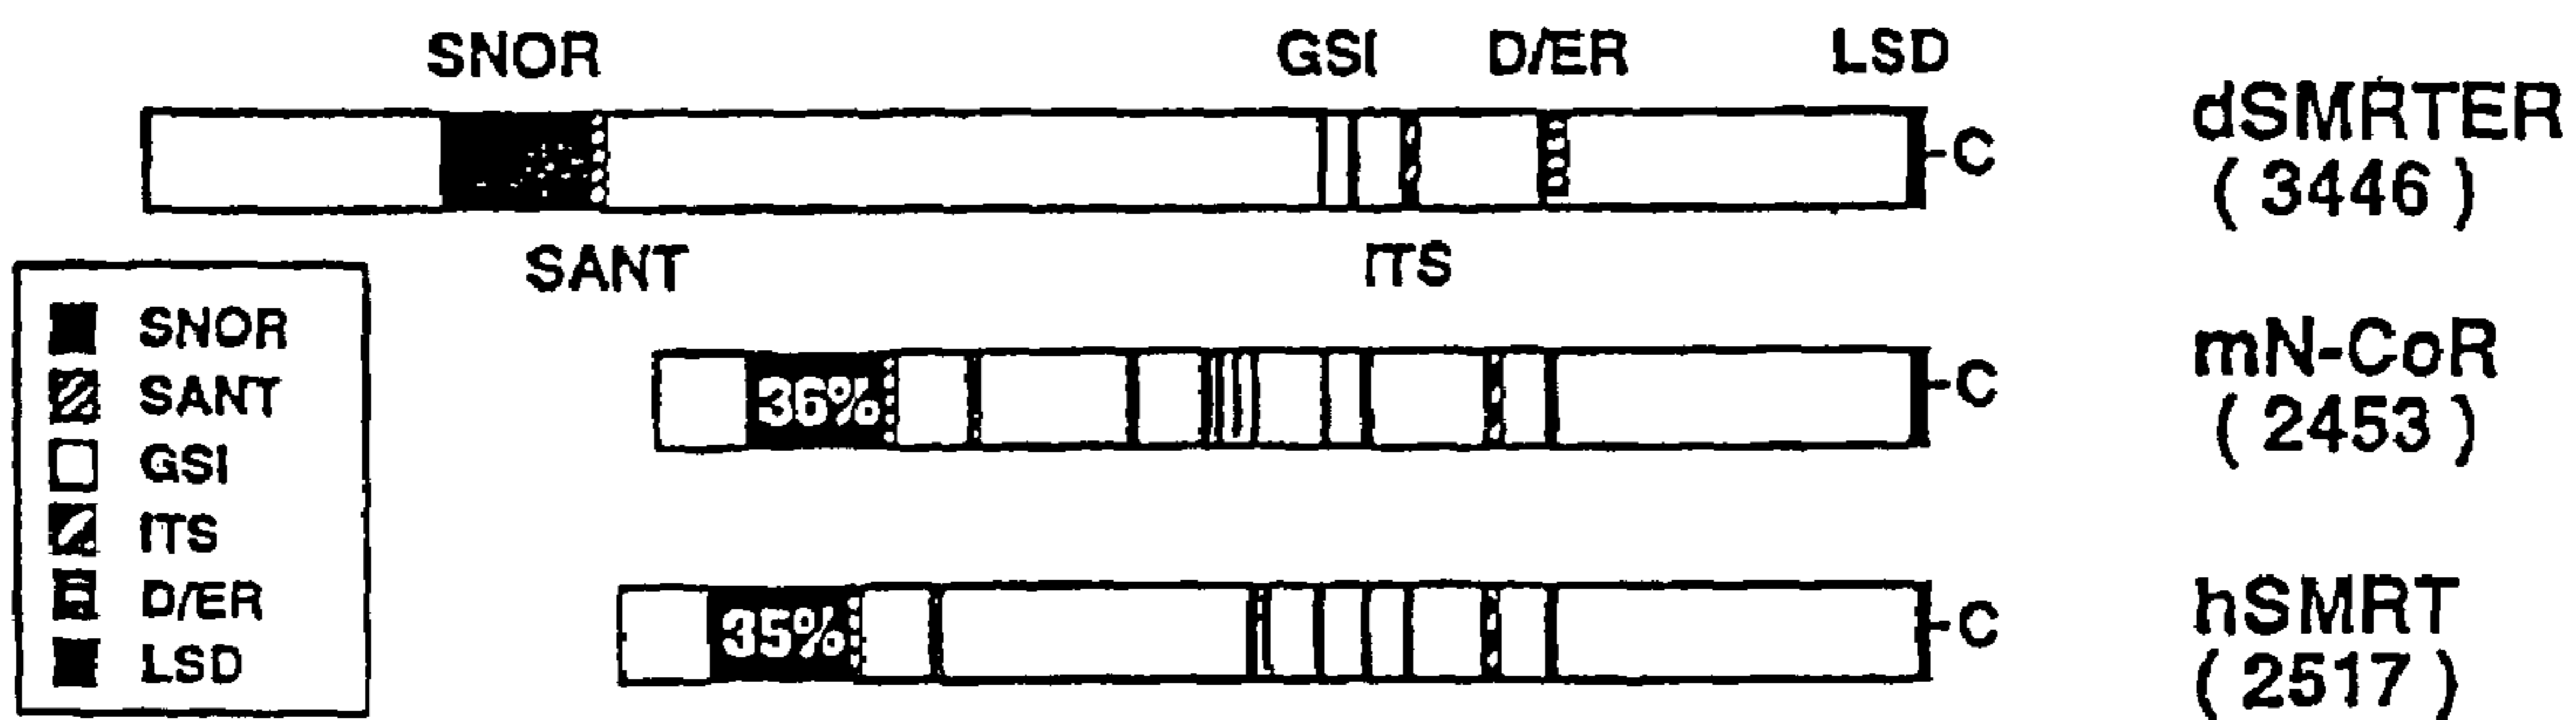 SNOR GSI D/ER LSD
C dSMRTER
( 3446 )
SANT ITS
SNOR
SANT
GSI
ITS
D/ER
LSD
36% C mN-CoR
( 2453 )
35% C hSMRT
( 2517 )